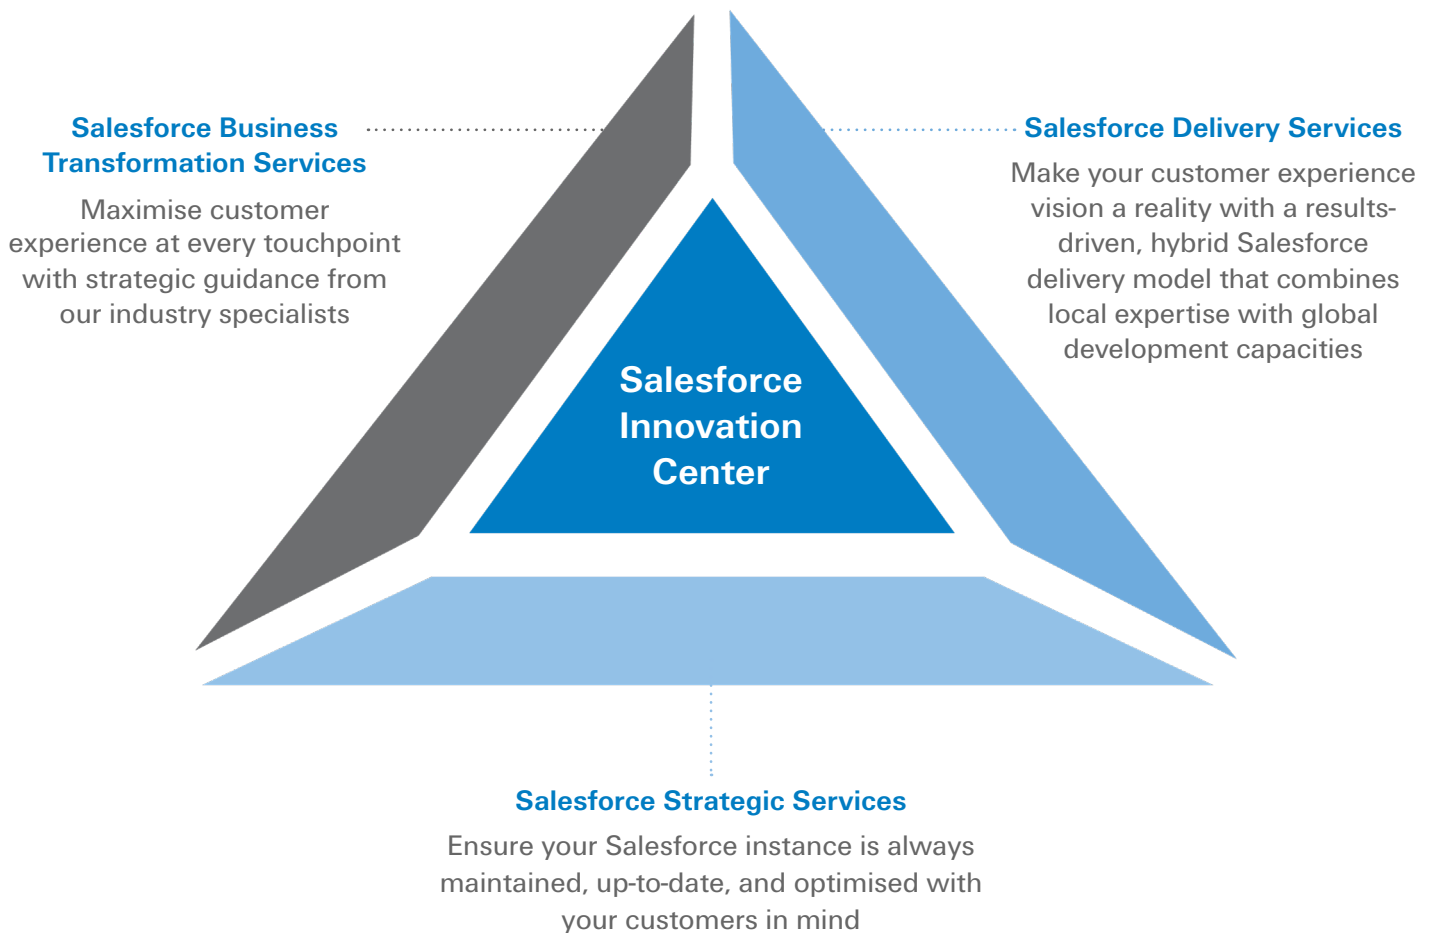 Salesforce Business
Transformation Services
Maximise customer
experience at every touchpoint
with strategic guidance from
our industry specialists
Salesforce Delivery Services
Make your customer experience
vision a reality with a results-
driven, hybrid Salesforce
delivery model that combines
local expertise with global
development capacities
Salesforce
Innovation
Center
Salesforce Strategic Services
Ensure your Salesforce instance is always
maintained, up-to-date, and optimised with
your customers in mind